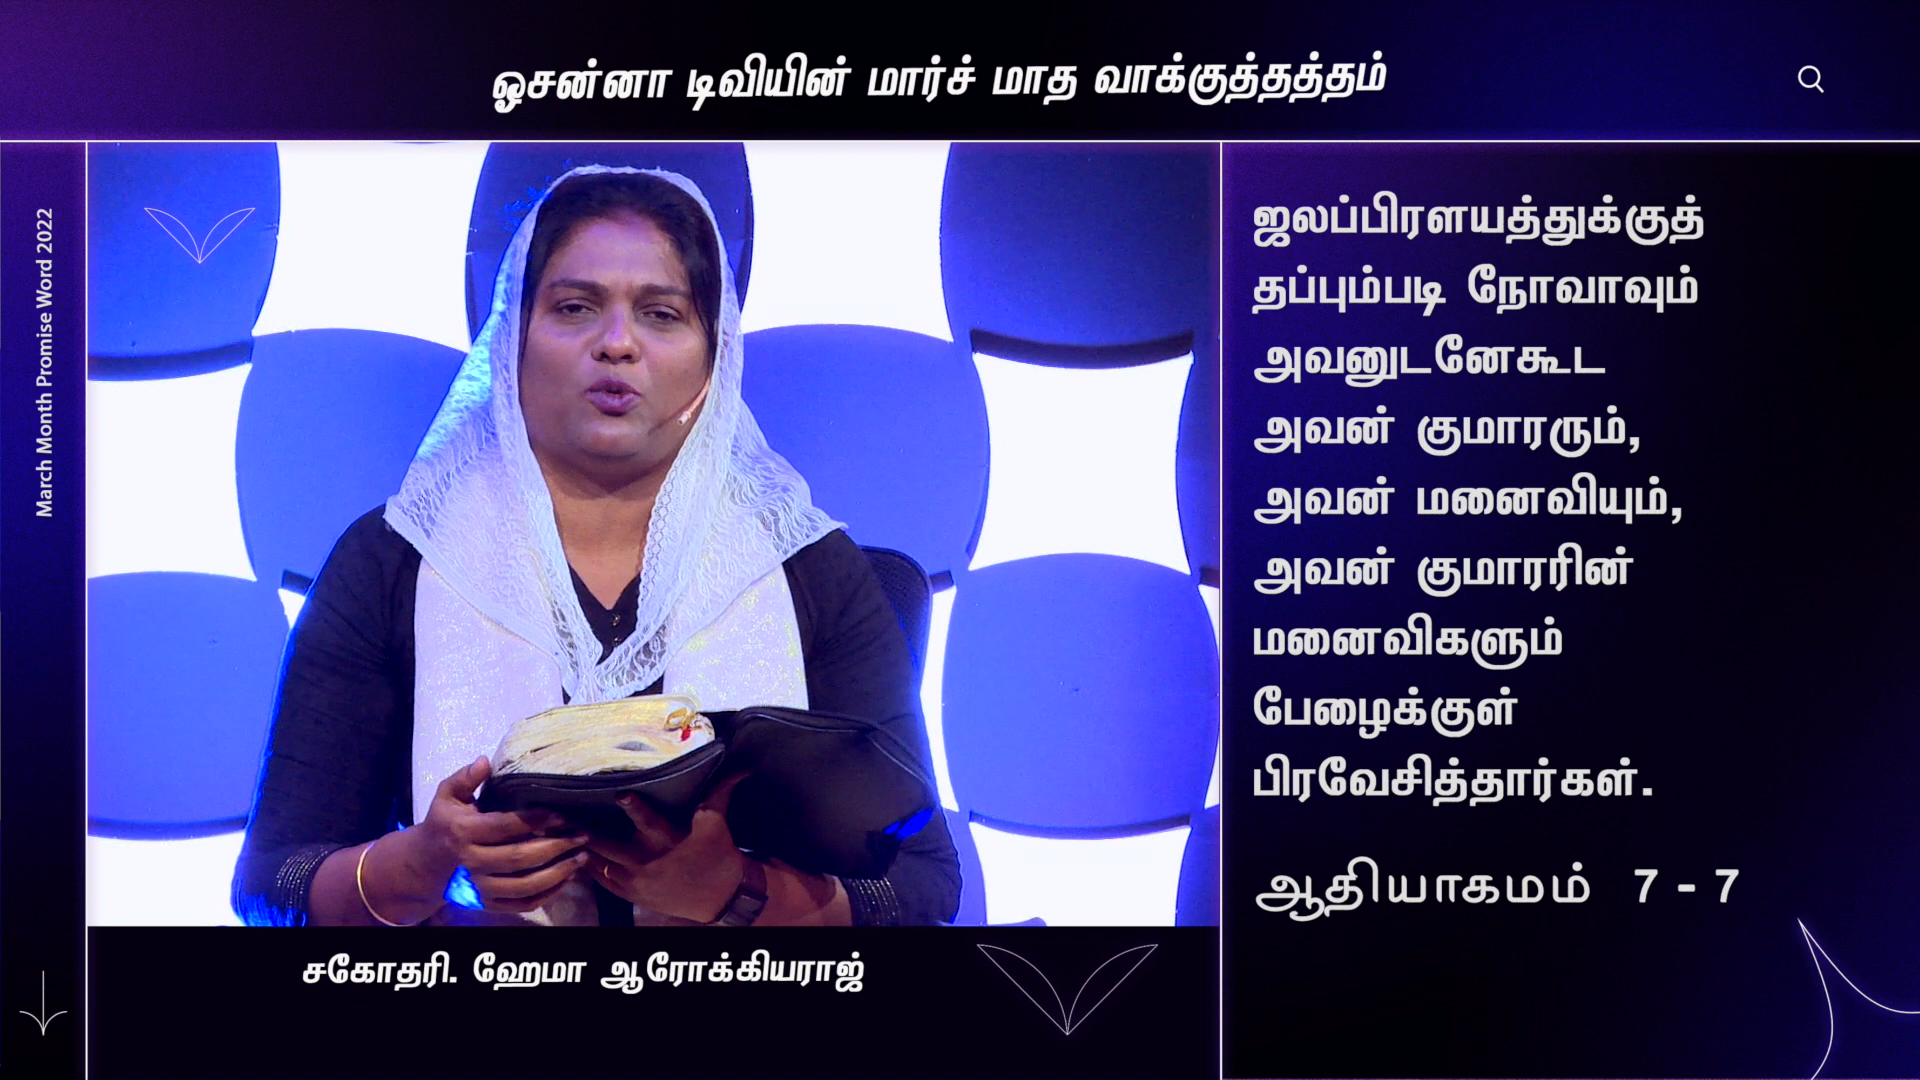 ஓசன்னா டிவியின் மார்ச் மாத வாக்குத்தத்தம்
March Month Promise Word 2022
ஜலப்பிரளயத்துக்குத்
தப்பும்படி நோவாவும்
அவனுடனேகூட
அவன் குமாரரும்,
அவன் மனைவியும்,
அவன் குமாரரின்
மனைவிகளும்
பேழைக்குள்
பிரவேசித்தார்கள்.
ஆதியாகமம் 7 - 7
சகோதரி. ஹேமா ஆரோக்கியராஜ்